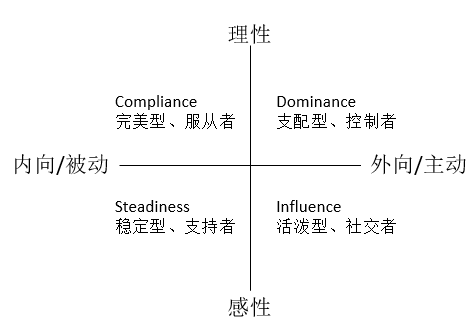 理性
Compliance
完美型、服从者
Dominance
支配型、控制者
内向/被动
外向/主动
Steadiness
稳定型、支持者
Influence
活泼型、社交者
感性